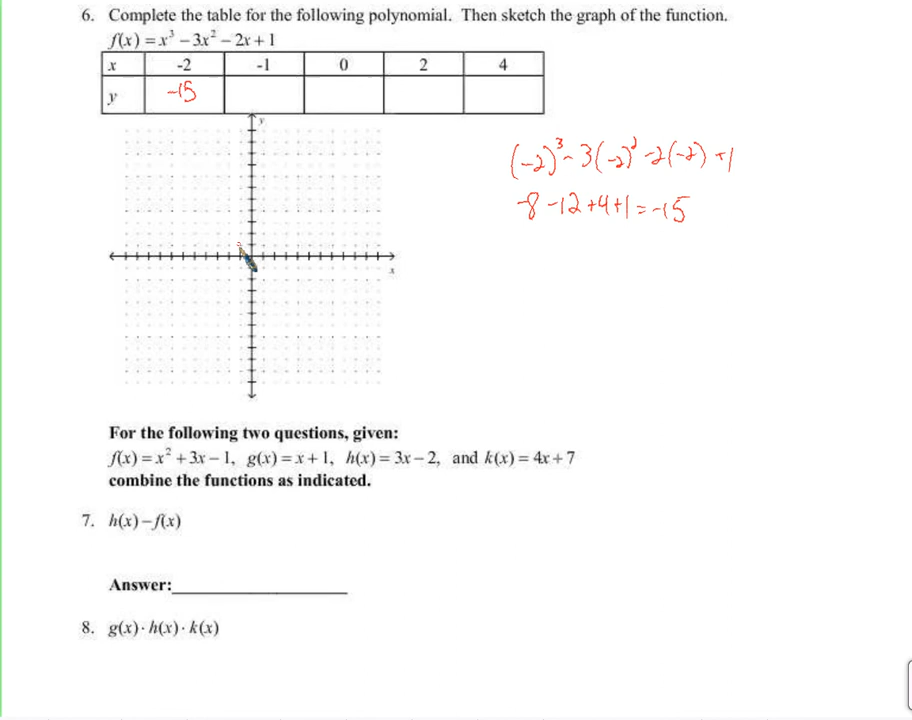 6. Complete the table for the following polynomial. Then sketch the graph of the function.
f(x) = x³ – 3x² – 2x + 1
x -2 -1 0 2 4
y -15
y
(-2)³ - 3(-2)² - 2(-2) + 1
-8 -12 +4 +1 = -15
x
For the following two questions, given:
f(x) = x² + 3x – 1, g(x) = x + 1, h(x) = 3x – 2, and k(x) = 4x + 7
combine the functions as indicated.
7. h(x) – f(x)
Answer:
8. g(x) · h(x) · k(x)